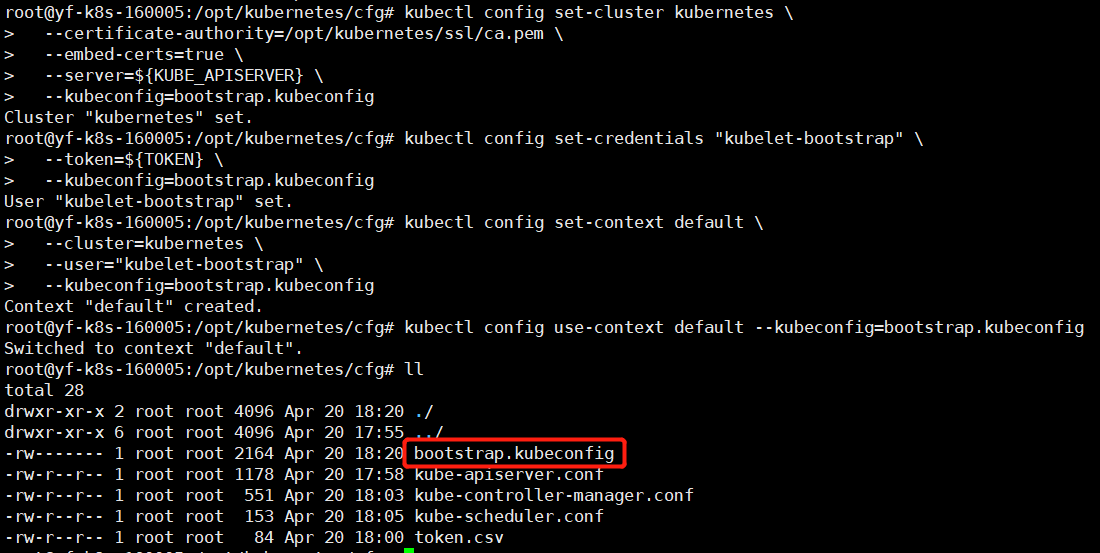 root@yf-k8s-160005:/opt/kubernetes/cfg# kubectl config set-cluster kubernetes \
>   --certificate-authority=/opt/kubernetes/ssl/ca.pem \
>   --embed-certs=true \
>   --server=${KUBE_APISERVER} \
>   --kubeconfig=bootstrap.kubeconfig
Cluster "kubernetes" set.
root@yf-k8s-160005:/opt/kubernetes/cfg# kubectl config set-credentials "kubelet-bootstrap" \
>   --token=${TOKEN} \
>   --kubeconfig=bootstrap.kubeconfig
User "kubelet-bootstrap" set.
root@yf-k8s-160005:/opt/kubernetes/cfg# kubectl config set-context default \
>   --cluster=kubernetes \
>   --user="kubelet-bootstrap" \
>   --kubeconfig=bootstrap.kubeconfig
Context "default" created.
root@yf-k8s-160005:/opt/kubernetes/cfg# kubectl config use-context default --kubeconfig=bootstrap.kubeconfig
Switched to context "default".
root@yf-k8s-160005:/opt/kubernetes/cfg# ll
total 28
drwxr-xr-x 2 root root 4096 Apr 20 18:20 ./
drwxr-xr-x 6 root root 4096 Apr 20 17:55 ../
-rw------- 1 root root 2164 Apr 20 18:20 bootstrap.kubeconfig
-rw-r--r-- 1 root root 1178 Apr 20 17:58 kube-apiserver.conf
-rw-r--r-- 1 root root  551 Apr 20 18:03 kube-controller-manager.conf
-rw-r--r-- 1 root root  153 Apr 20 18:05 kube-scheduler.conf
-rw-r--r-- 1 root root   84 Apr 20 18:00 token.csv